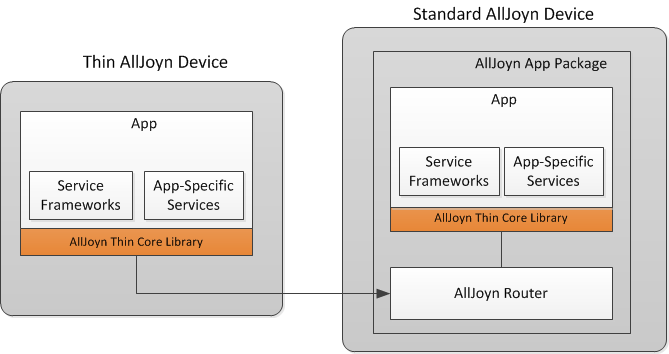 Thin AllJoyn Device
App
Service
Frameworks
App-Specific
Services
AllJoyn Thin Core Library
Standard AllJoyn Device
AllJoyn App Package
App
Service
Frameworks
App-Specific
Services
AllJoyn Thin Core Library
AllJoyn Router